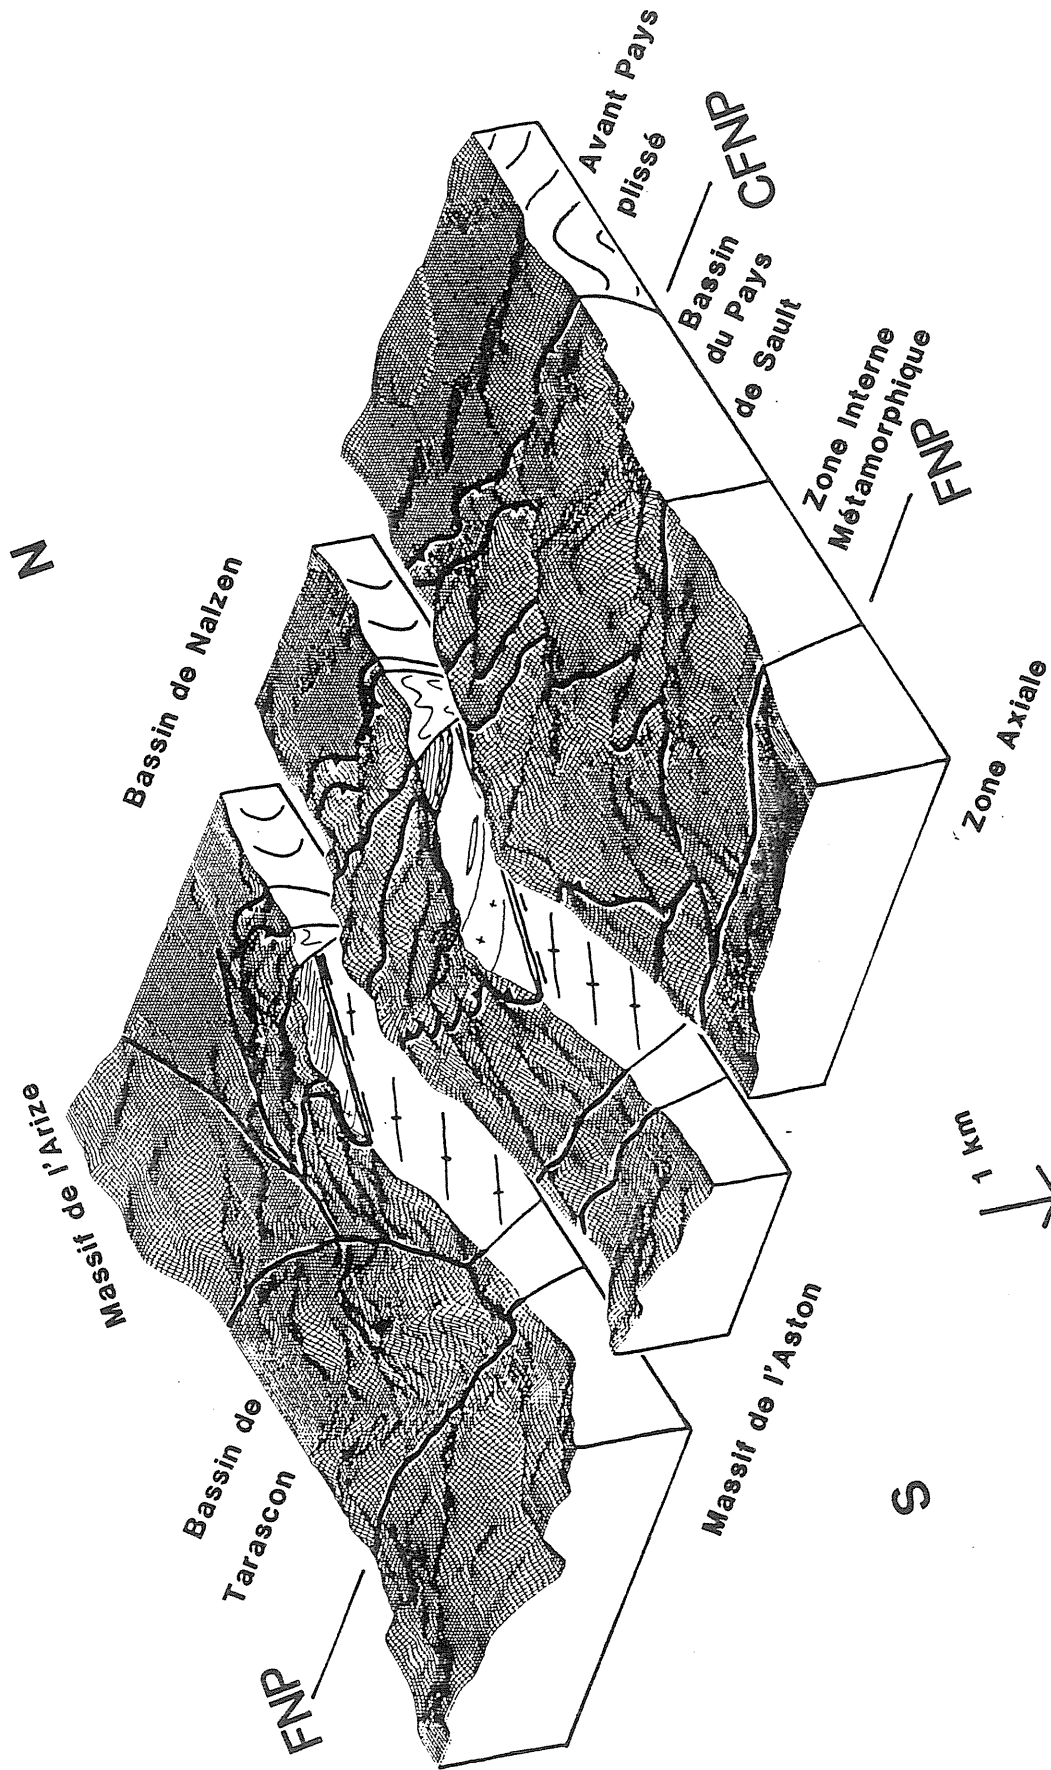 N
Bassin de Nalzen
Massif de l'Arize
Bassin de
Tarascon
FNP
Avant Pays
plissé
CFNP
Bassin
du Pays
de Sault
Zone Interne
Métamorphique
FNP
Zone Axiale
1 km
Massif de l'Aston
S